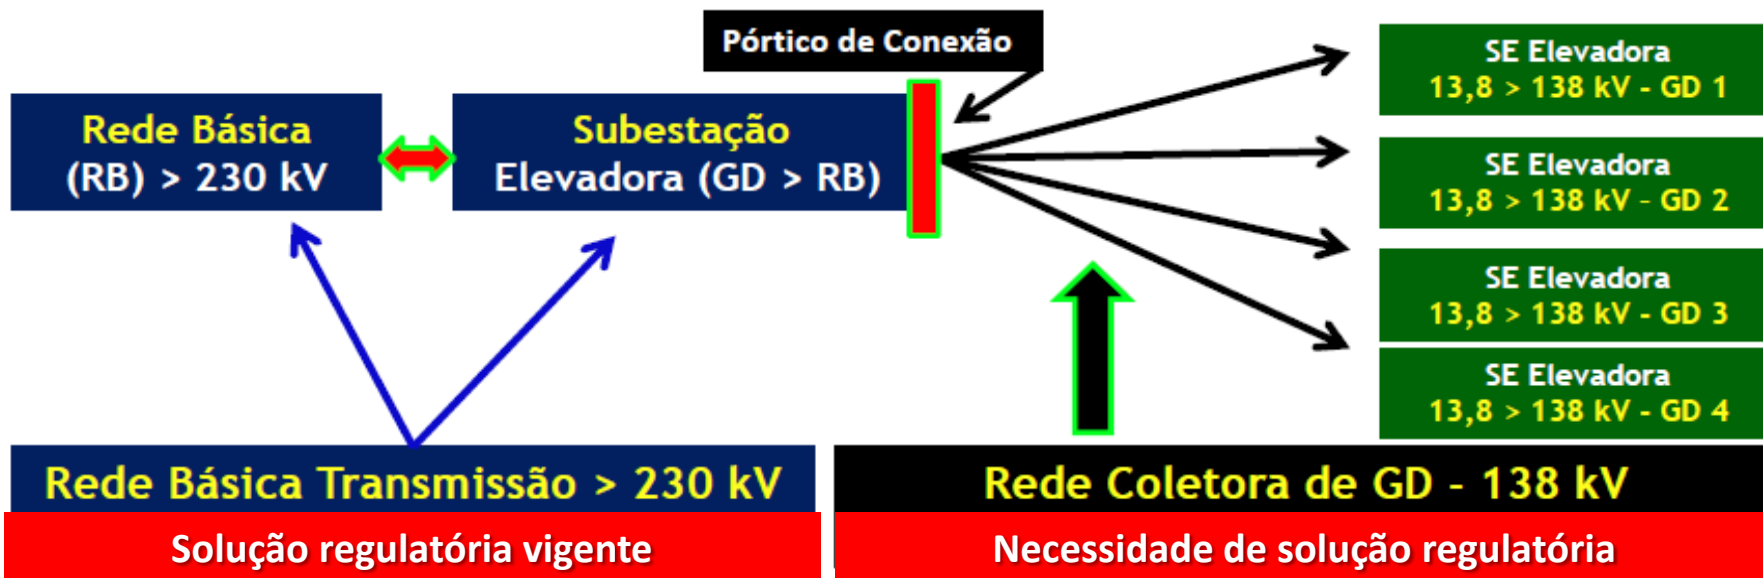 Pórtico de Conexão
Rede Básica
(RB) > 230 kV
Subestação
Elevadora (GD > RB)
SE Elevadora
13,8 > 138 kV - GD 1
SE Elevadora
13,8 > 138 kV - GD 2
SE Elevadora
13,8 > 138 kV - GD 3
SE Elevadora
13,8 > 138 kV - GD 4
Rede Básica Transmissão > 230 kV
Solução regulatória vigente
Rede Coletora de GD - 138 kV
Necessidade de solução regulatória